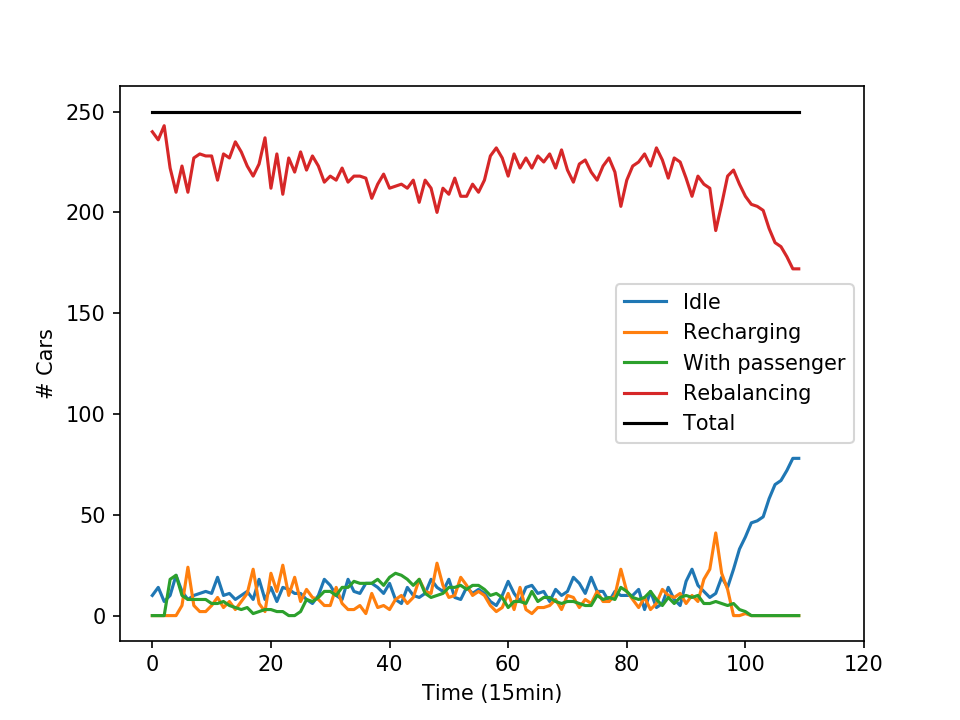 250
200
150
100
50
0
# Cars
Idle
Recharging
With passenger
Rebalancing
Total
0 20 40 60 80 100 120
Time (15min)